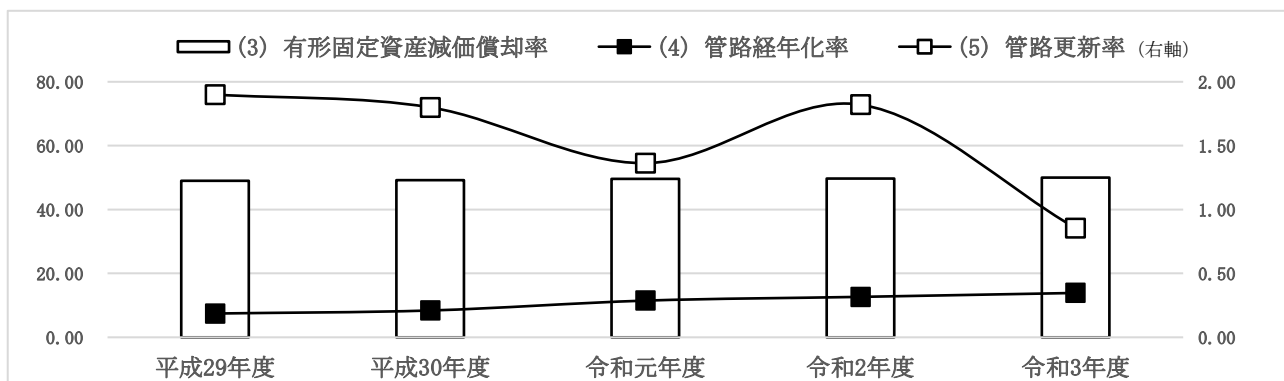 (3) 有形固定資産減価償却率 (4) 管路経年化率 (5) 管路更新率 (右軸)
80.00 2.00
60.00 1.50
40.00 1.00
20.00 0.50
0.00 0.00
平成29年度 平成30年度 令和元年度 令和2年度 令和3年度